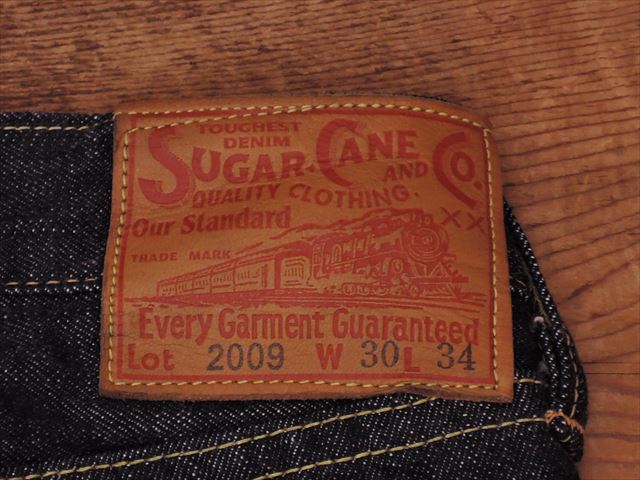 TOUGHEST
DENIM
SUGAR CANE AND CO.
QUALITY CLOTHING.
Our Standard XX
TRADE MARK
Every Garment Guaranteed
Lot 2009 W 30 L 34